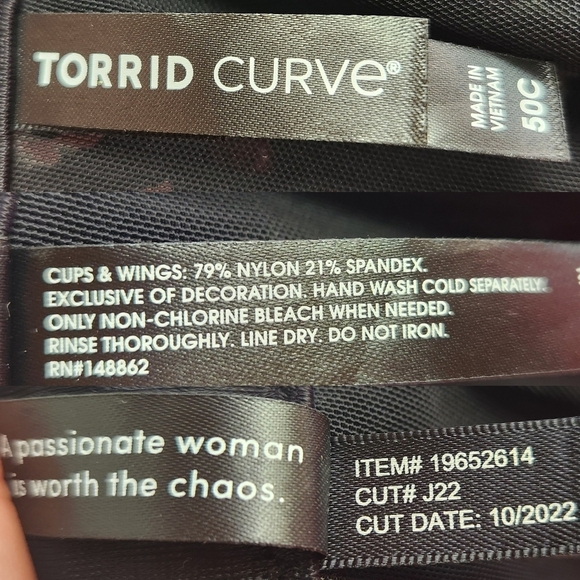 TORRID CURVe®
MADE IN
VIETNAM
50C
CUPS & WINGS: 79% NYLON 21% SPANDEX.
EXCLUSIVE OF DECORATION. HAND WASH COLD SEPARATELY.
ONLY NON-CHLORINE BLEACH WHEN NEEDED.
RINSE THOROUGHLY. LINE DRY. DO NOT IRON.
RN#148862
A passionate woman
is worth the chaos.
ITEM# 19652614
CUT# J22
CUT DATE: 10/2022